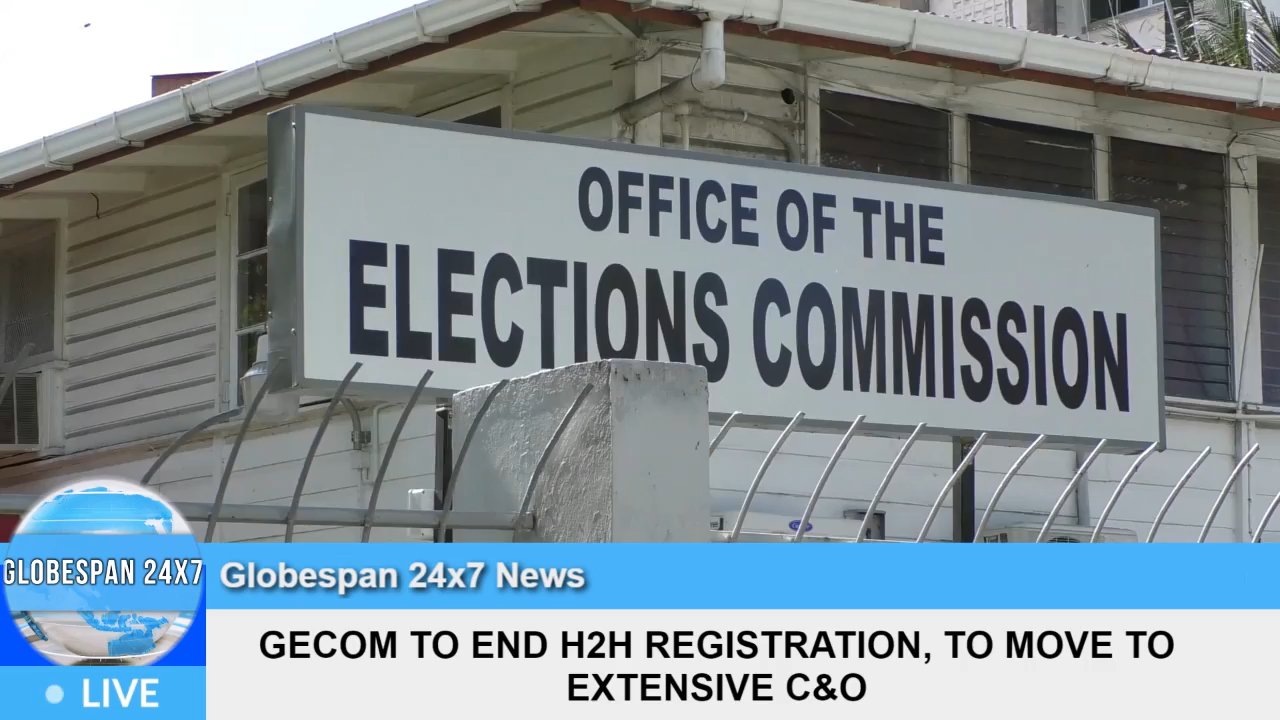 OFFICE OF THE
ELECTIONS COMMISSION
GLOBESPAN 24X7
Globespan 24x7 News
LIVE
GECOM TO END H2H REGISTRATION, TO MOVE TO
EXTENSIVE C&O